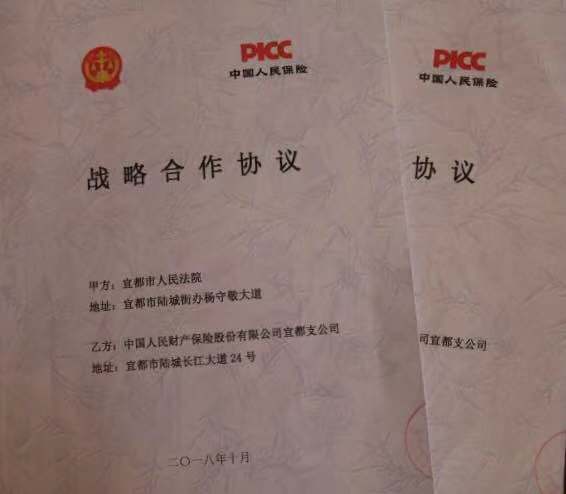 PICC
中国人民保险
战略合作协议
甲方：宜都市人民法院
地址：宜都市陆城街办杨守敬大道
乙方：中国人民财产保险股份有限公司宜都支公司
地址：宜都市陆城长江大道24号
二〇一八年十月
PICC
中国人民保险
协议
司宜都支公司